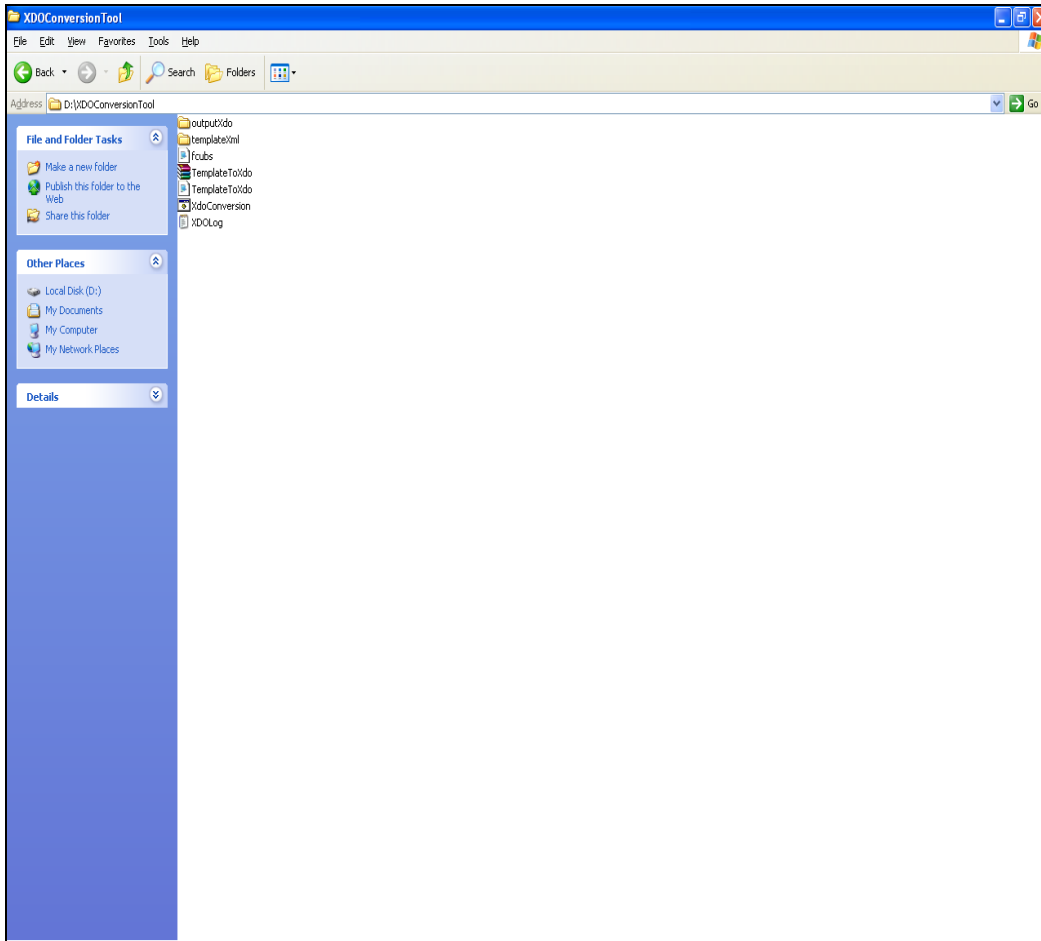 XDOConversionTool
File Edit View Favorites Tools Help
Back Search Folders
Address D:\XDOConversionTool Go
File and Folder Tasks
Make a new folder
Publish this folder to the
Web
Share this folder
Other Places
Local Disk (D:)
My Documents
My Computer
My Network Places
Details
outputXdo
templateXml
fcubs
TemplateToXdo
TemplateToXdo
XdoConversion
XDOLog